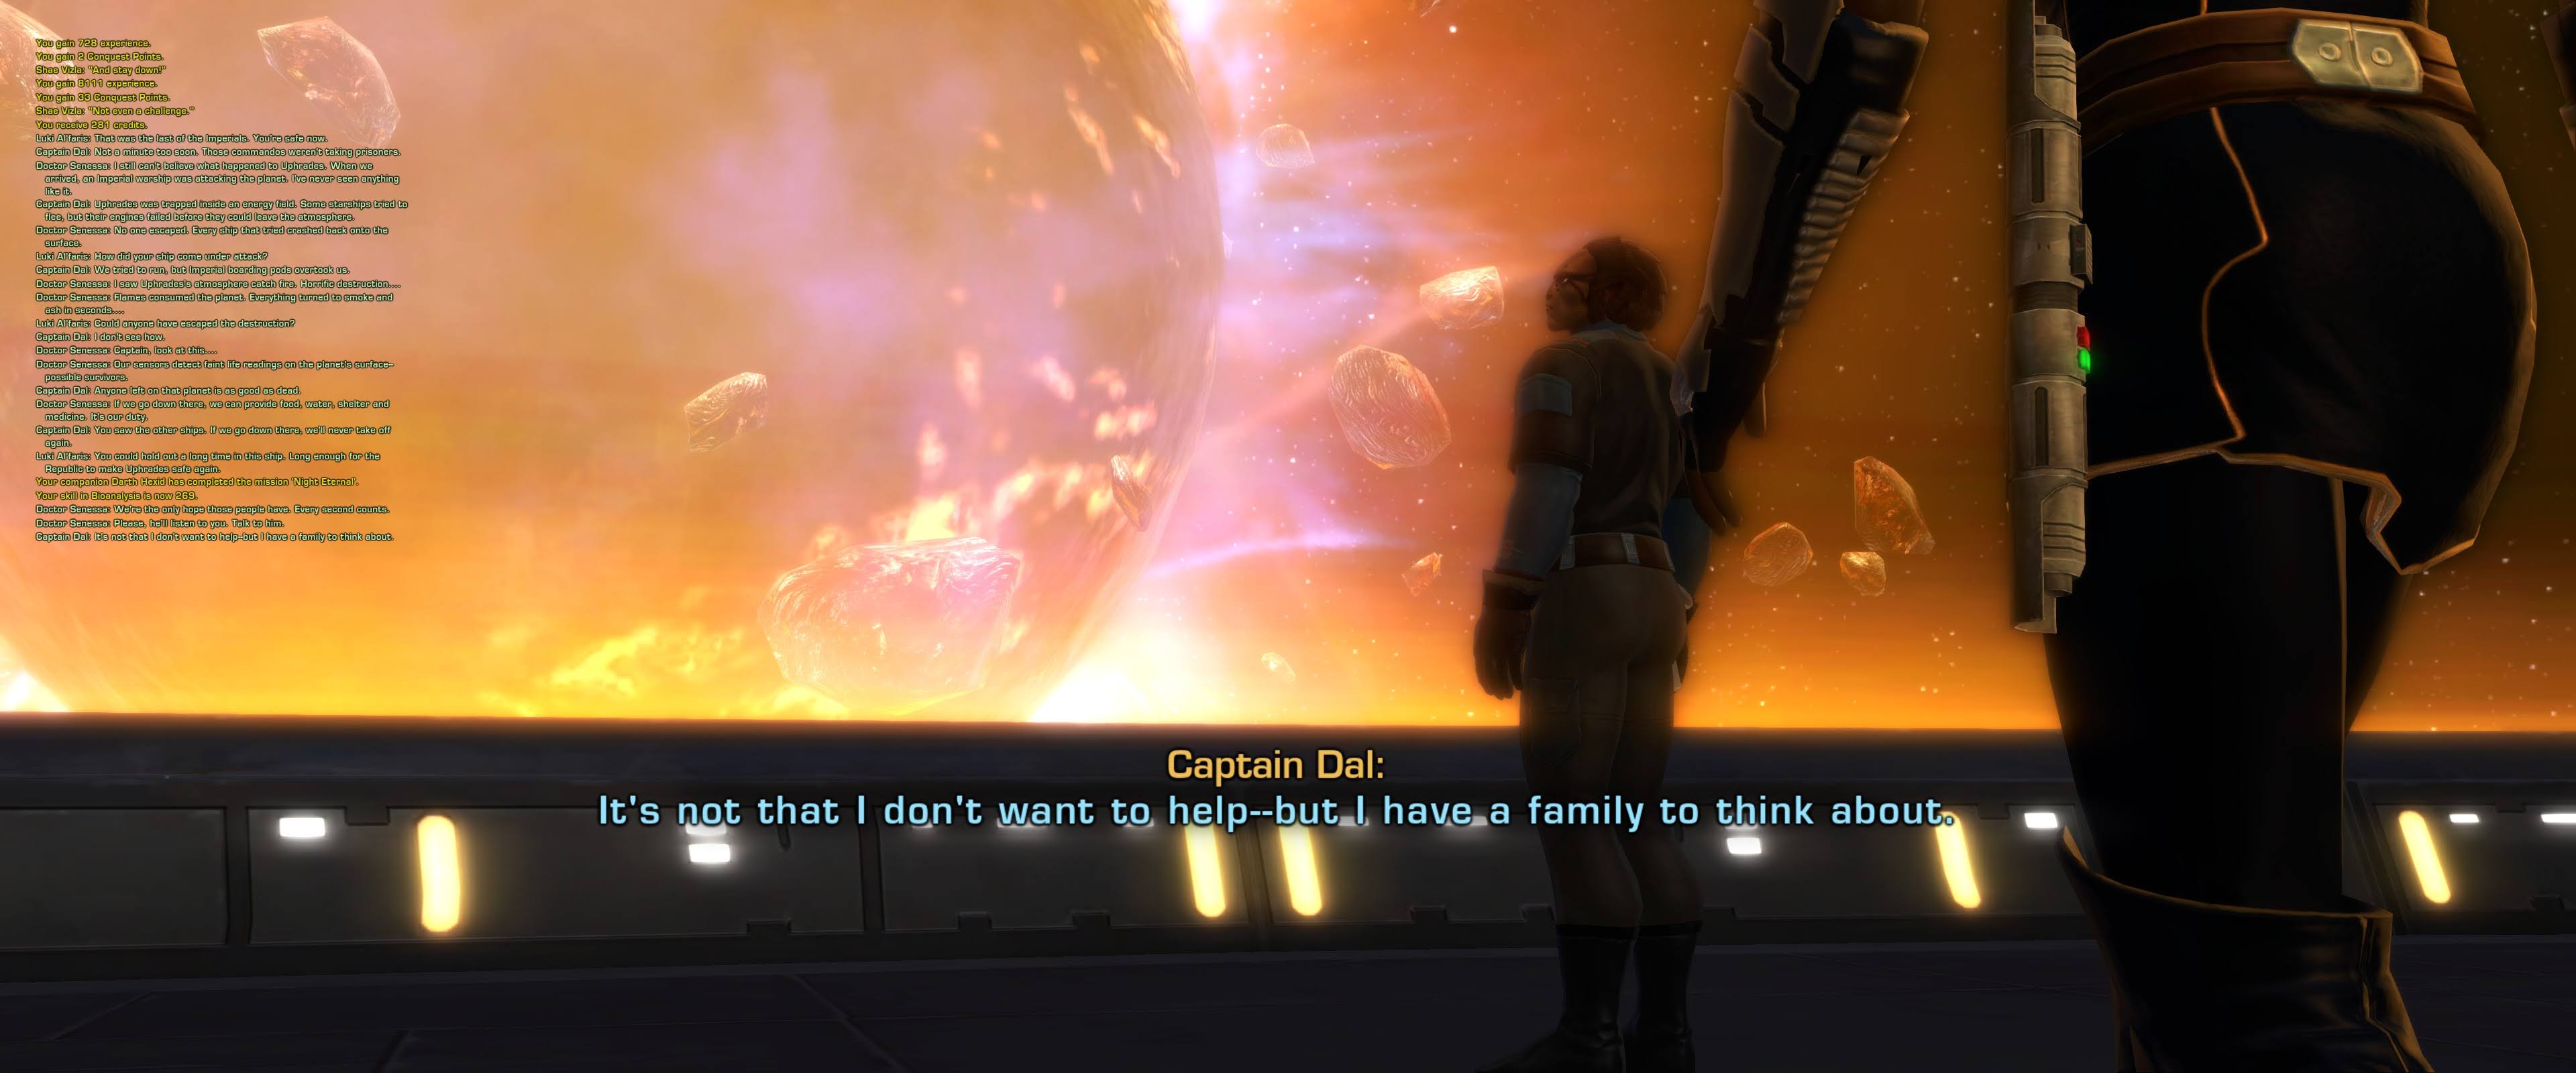 You gain 728 experience.
You gain 2 Conquest Points.
Shae Vizla: "And stay down!"
You gain 8111 experience.
You gain 33 Conquest Points.
Shae Vizla: "Not even a challenge."
You receive 281 credits.
Luki Al'faris: That was the last of the Imperials. You're safe now.
Captain Dal: Not a minute too soon. Those commandos weren't taking prisoners.
Doctor Senessa: I still can't believe what happened to Uphrades. When we
arrived, an Imperial warship was attacking the planet. I've never seen anything
like it.
Captain Dal: Uphrades was trapped inside an energy field. Some starships tried to
flee, but their engines failed before they could leave the atmosphere.
Doctor Senessa: No one escaped. Every ship that tried crashed back onto the
surface.
Luki Al'faris: How did your ship come under attack?
Captain Dal: We tried to run, but Imperial boarding pods overtook us.
Doctor Senessa: I saw Uphrades's atmosphere catch fire. Horrific destruction....
Doctor Senessa: Flames consumed the planet. Everything turned to smoke and
ash in seconds....
Luki Al'faris: Could anyone have escaped the destruction?
Captain Dal: I don't see how.
Doctor Senessa: Captain, look at this....
Doctor Senessa: Our sensors detect faint life readings on the planet's surface--
possible survivors.
Captain Dal: Anyone left on that planet is as good as dead.
Doctor Senessa: If we go down there, we can provide food, water, shelter and
medicine. It's our duty.
Captain Dal: You saw the other ships. If we go down there, we'll never take off
again.
Luki Al'faris: You could hold out a long time in this ship. Long enough for the
Republic to make Uphrades safe again.
Your companion Darth Hexid has completed the mission 'Night Eternal'.
Your skill in Bioanalysis is now 269.
Doctor Senessa: We're the only hope those people have. Every second counts.
Doctor Senessa: Please, he'll listen to you. Talk to him.
Captain Dal: It's not that I don't want to help--but I have a family to think about.
Captain Dal:
It's not that I don't want to help--but I have a family to think about.